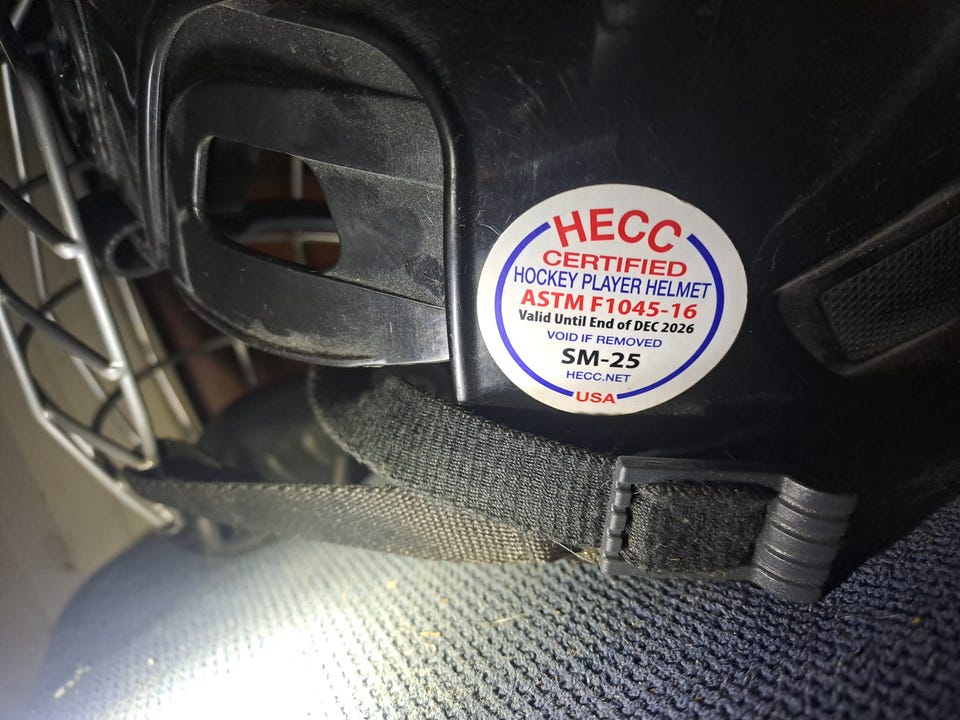 HECC
CERTIFIED
HOCKEY PLAYER HELMET
ASTM F1045-16
Valid Until End of DEC 2026
VOID IF REMOVED
SM-25
HECC.NET
USA